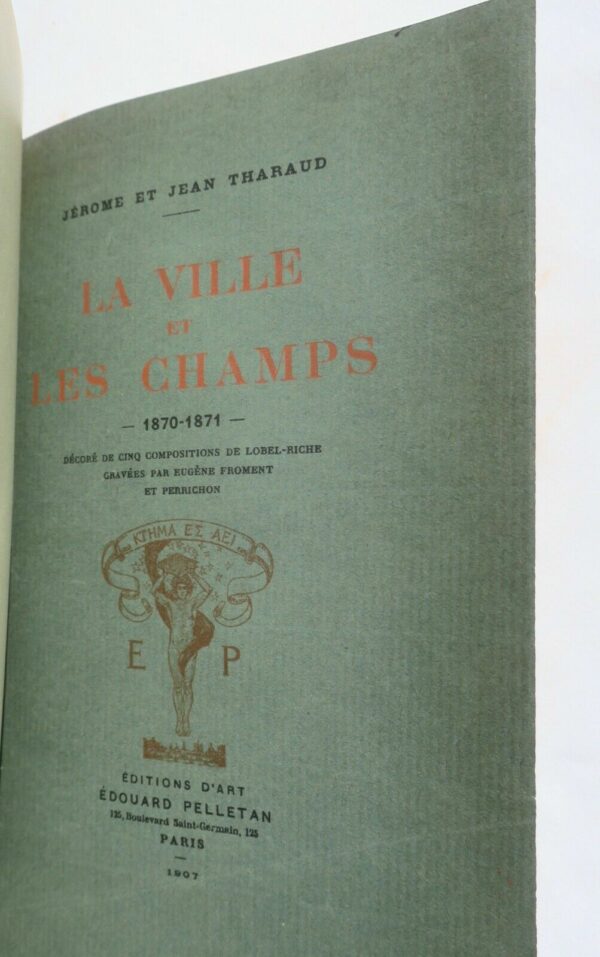 JÉROME ET JEAN THARAUD
LA VILLE
ET
LES CHAMPS
— 1870-1871 —
DÉCORÉ DE CINQ COMPOSITIONS DE LOBEL-RICHE
GRAVÉES PAR EUGÈNE FROMENT
ET PERRICHON
ΚΤΗΜΑ ΕΣ ΑΕΙ
E P
ÉDITIONS D'ART
ÉDOUARD PELLETAN
125, Boulevard Saint-Germain, 125
PARIS
1907